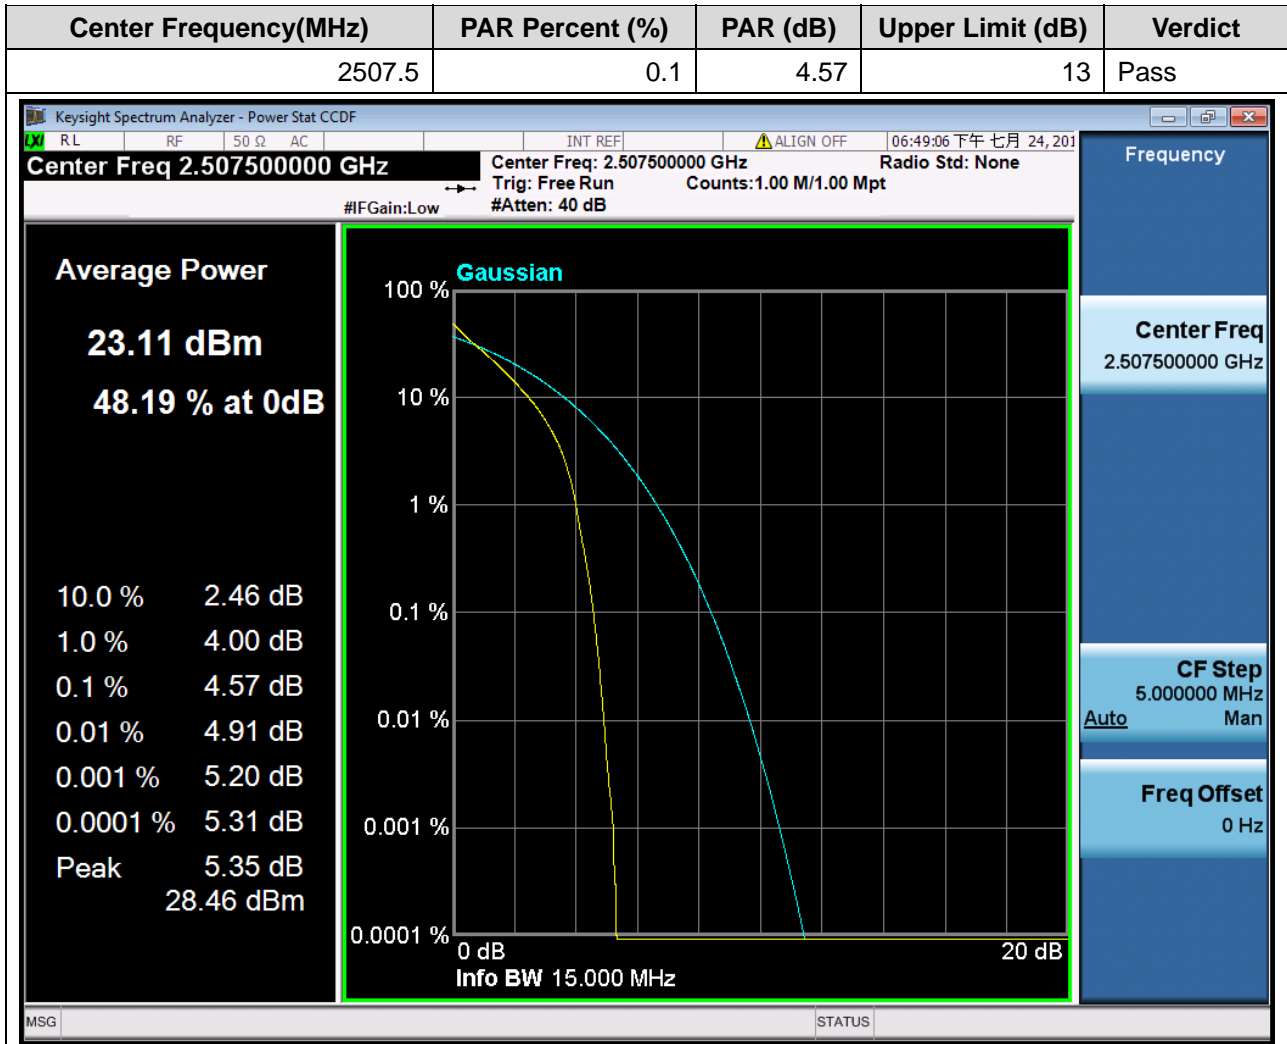 Center Frequency(MHz) PAR Percent (%) PAR (dB) Upper Limit (dB) Verdict
2507.5 0.1 4.57 13 Pass
Keysight Spectrum Analyzer - Power Stat CCDF
LXI RL RF 50 Ω AC INT REF ALIGN OFF 06:49:06 下午 七月 24, 201
Center Freq 2.507500000 GHz
Center Freq: 2.507500000 GHz Radio Std: None
Trig: Free Run Counts:1.00 M/1.00 Mpt
#IFGain:Low #Atten: 40 dB
Average Power
23.11 dBm
48.19 % at 0dB
10.0 % 2.46 dB
1.0 % 4.00 dB
0.1 % 4.57 dB
0.01 % 4.91 dB
0.001 % 5.20 dB
0.0001 % 5.31 dB
Peak 5.35 dB
28.46 dBm
Gaussian
100 %
10 %
1 %
0.1 %
0.01 %
0.001 %
0.0001 %
0 dB 20 dB
Info BW 15.000 MHz
Frequency
Center Freq
2.507500000 GHz
CF Step
5.000000 MHz
Auto Man
Freq Offset
0 Hz
MSG STATUS